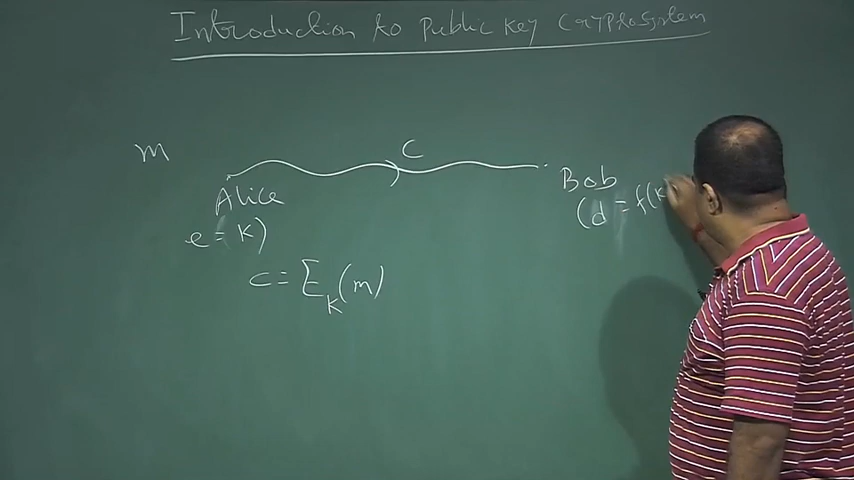 Introduction to Public Key Cryptosystem
m
C
Alice
Bob
e = K)
(d = f(K
C = E_K(m)